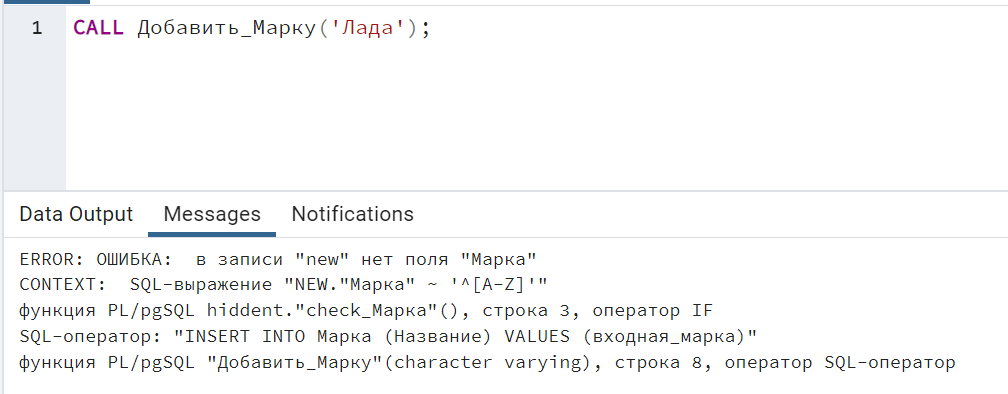 1 CALL Добавить_Марку('Лада');
Data Output Messages Notifications
ERROR: ОШИБКА:  в записи "new" нет поля "Марка"
CONTEXT:  SQL-выражение "NEW."Марка" ~ '^[A-Z]'"
функция PL/pgSQL hiddent."check_Марка"(), строка 3, оператор IF
SQL-оператор: "INSERT INTO Марка (Название) VALUES (входная_марка)"
функция PL/pgSQL "Добавить_Марку"(character varying), строка 8, оператор SQL-оператор